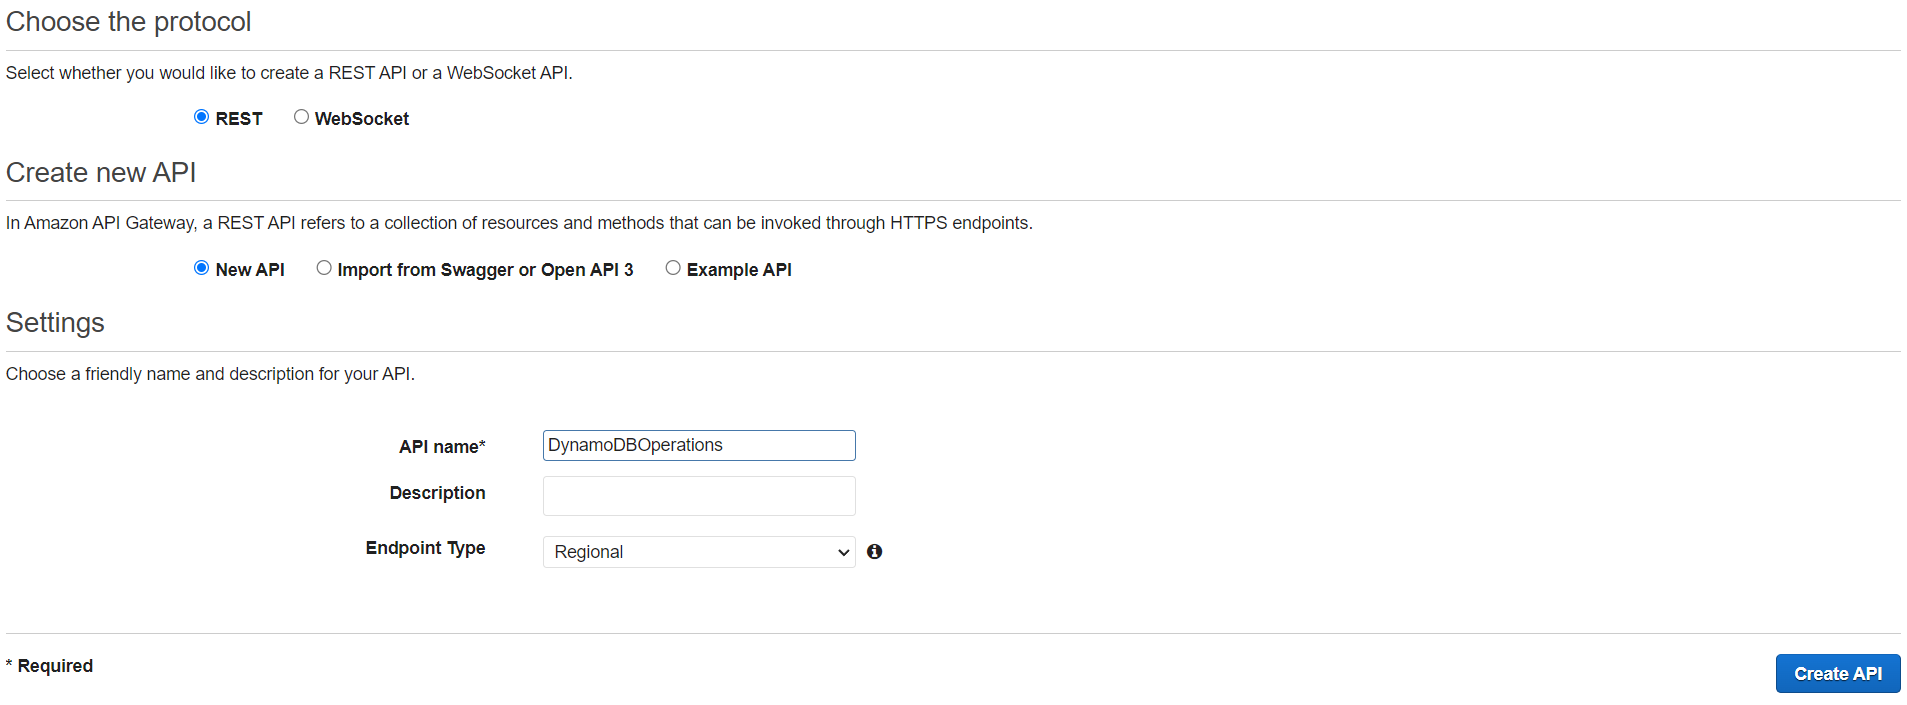 Choose the protocol
Select whether you would like to create a REST API or a WebSocket API.
REST WebSocket
Create new API
In Amazon API Gateway, a REST API refers to a collection of resources and methods that can be invoked through HTTPS endpoints.
New API Import from Swagger or Open API 3 Example API
Settings
Choose a friendly name and description for your API.
API name* DynamoDBOperations
Description
Endpoint Type Regional
* Required
Create API